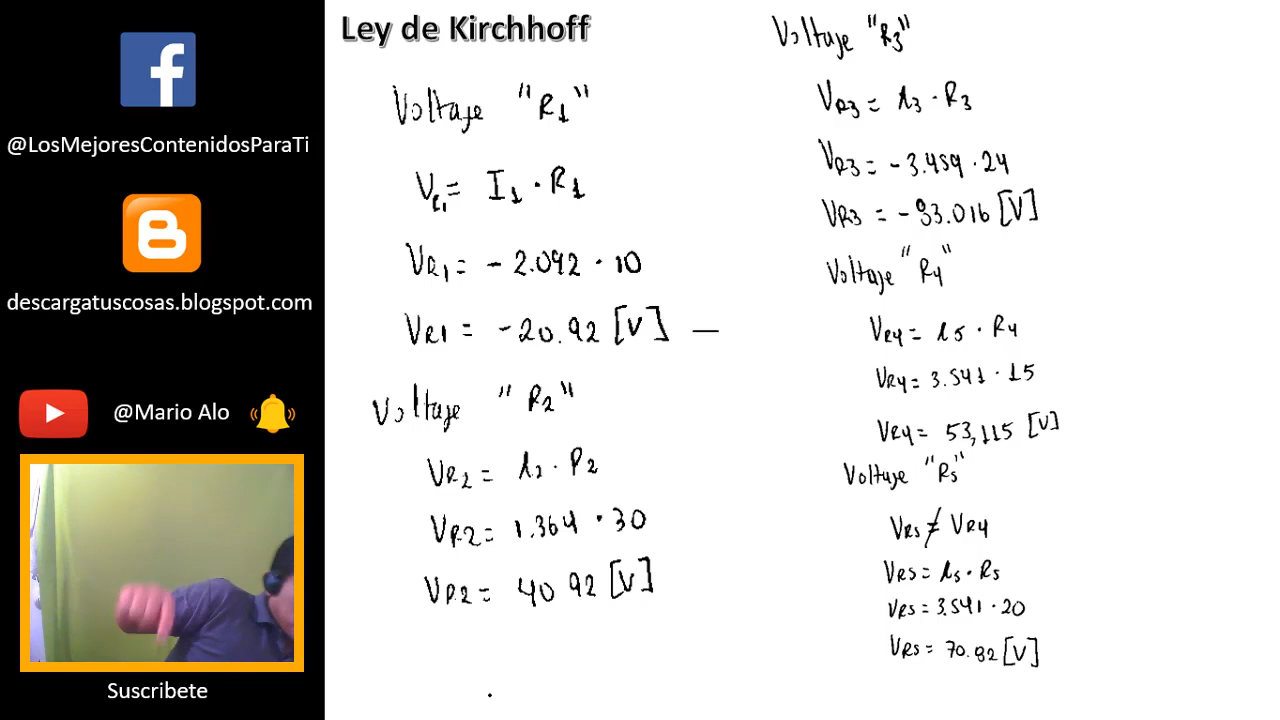 @LosMejoresContenidosParaTi
descargatuscosas.blogspot.com
@Mario Alo
Suscribete
Ley de Kirchhoff
Voltaje "R1"
VR1 = I1 · R1
VR1 = -2.092 · 10
VR1 = -20.92 [V] —
Voltaje "R2"
VR2 = i2 · R2
VR2 = 1.364 · 30
VR2 = 40 92 [V]
Voltaje "R3"
VR3 = i3 · R3
VR3 = -3.459 · 24
VR3 = -93.016 [V]
Voltaje "R4"
VR4 = i5 · R4
VR4 = 3.541 · 15
VR4 = 53,115 [V]
Voltaje "R5"
VR5 ≠ VR4
VR5 = i5 · R5
VR5 = 3.541 · 20
VR5 = 70.82 [V]